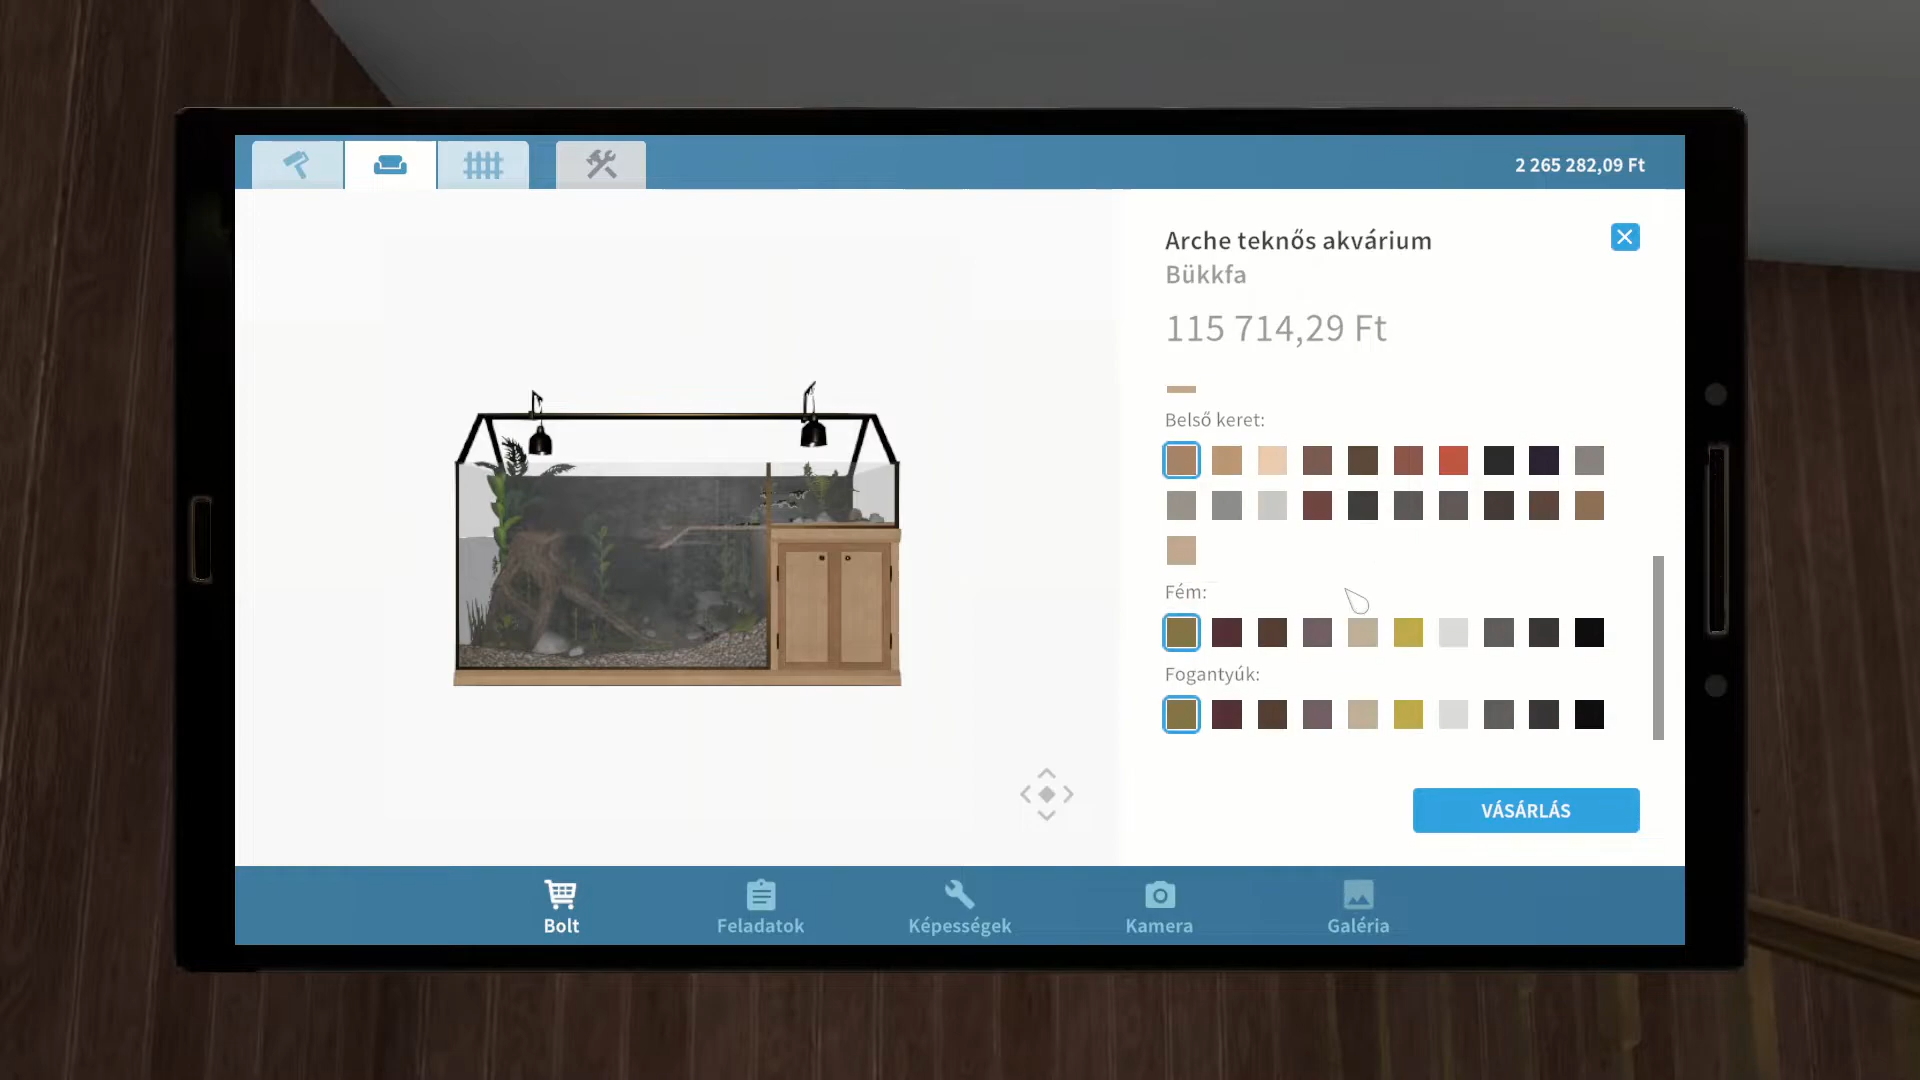 2 265 282,09 Ft
Arche teknős akvárium
Bükkfa
115 714,29 Ft
Belső keret:
Fém:
Fogantyúk:
VÁSÁRLÁS
Bolt
Feladatok
Képességek
Kamera
Galéria